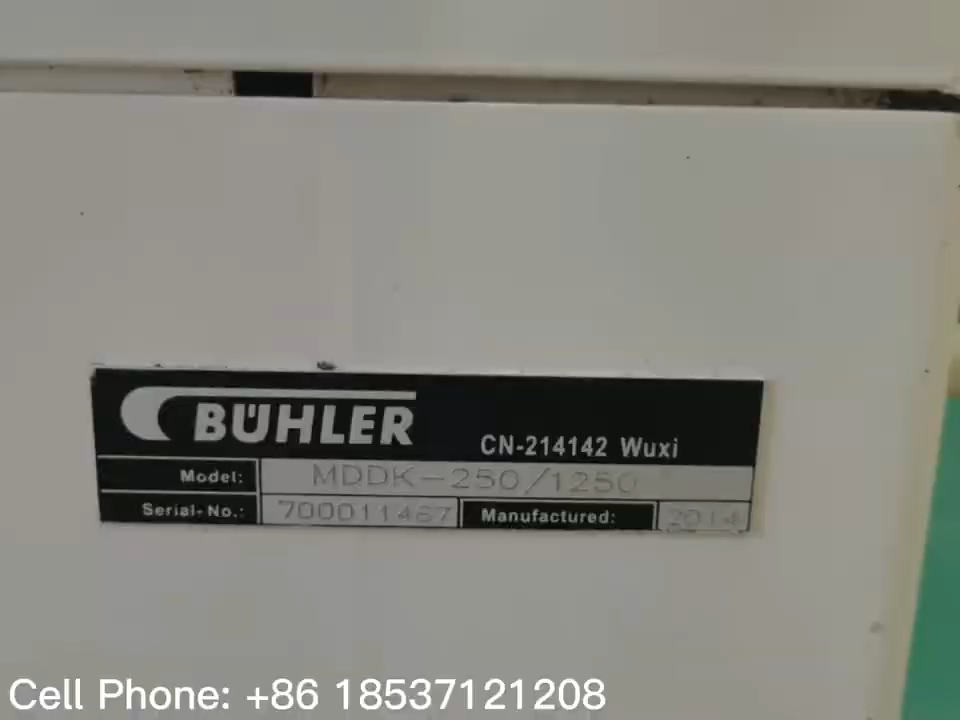 BÜHLER
CN-214142 Wuxi
Model: MDDK-250/1250
Serial-No.: 700011467 Manufactured: 2014
Cell Phone: +86 18537121208